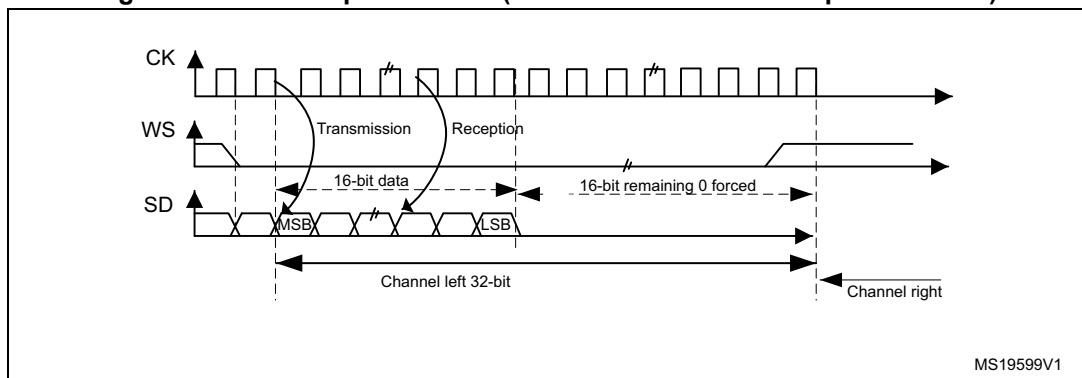 CK
Transmission
Reception
WS
16-bit data
16-bit remaining 0 forced
SD
MSB
LSB
Channel left 32-bit
Channel right
MS19599V1